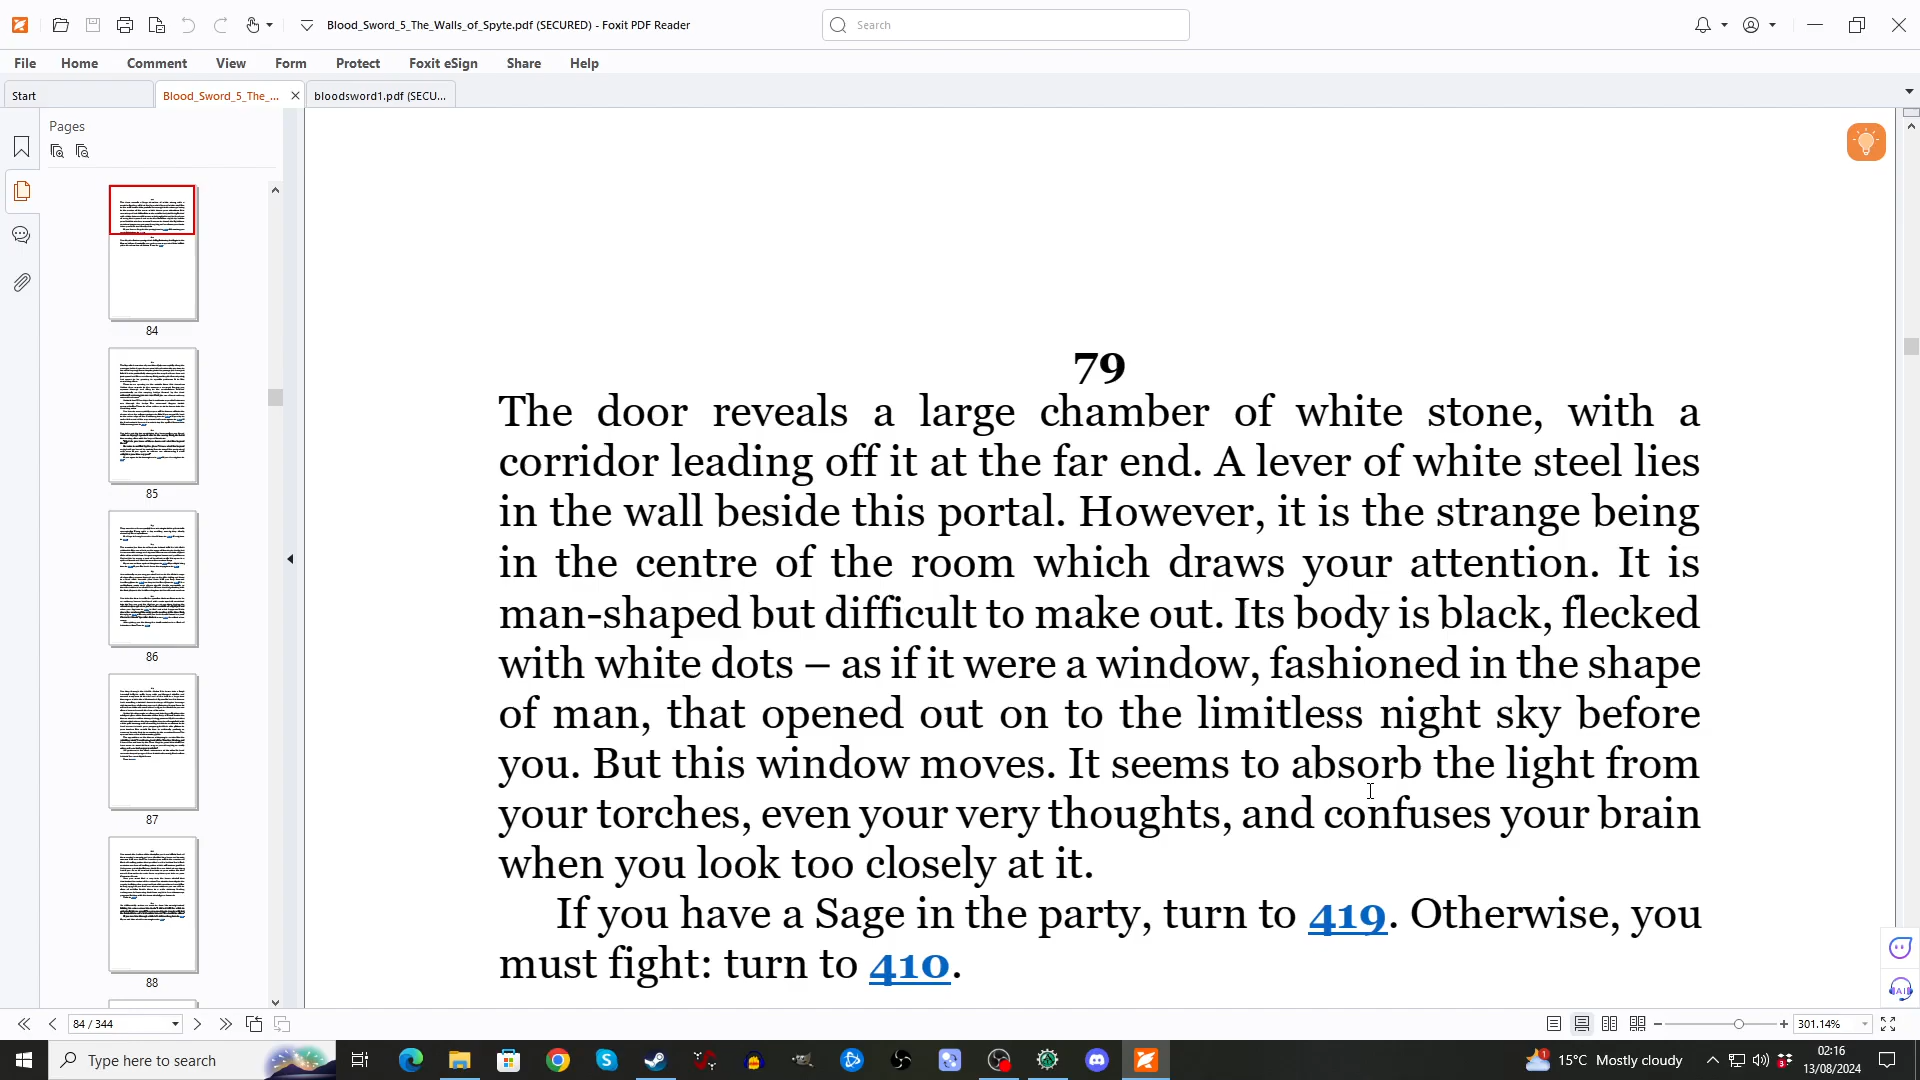 Blood_Sword_5_The_Walls_of_Spyte.pdf (SECURED) - Foxit PDF Reader
Search
File Home Comment View Form Protect Foxit eSign Share Help
Start
Blood_Sword_5_The_...
bloodsword1.pdf (SECU...
Pages
84
85
86
87
88
79
The door reveals a large chamber of white stone, with a
corridor leading off it at the far end. A lever of white steel lies
in the wall beside this portal. However, it is the strange being
in the centre of the room which draws your attention. It is
man-shaped but difficult to make out. Its body is black, flecked
with white dots – as if it were a window, fashioned in the shape
of man, that opened out on to the limitless night sky before
you. But this window moves. It seems to absorb the light from
your torches, even your very thoughts, and confuses your brain
when you look too closely at it.
If you have a Sage in the party, turn to 419. Otherwise, you
must fight: turn to 410.
84 / 344
301.14%
Type here to search
15°C Mostly cloudy
02:16
13/08/2024